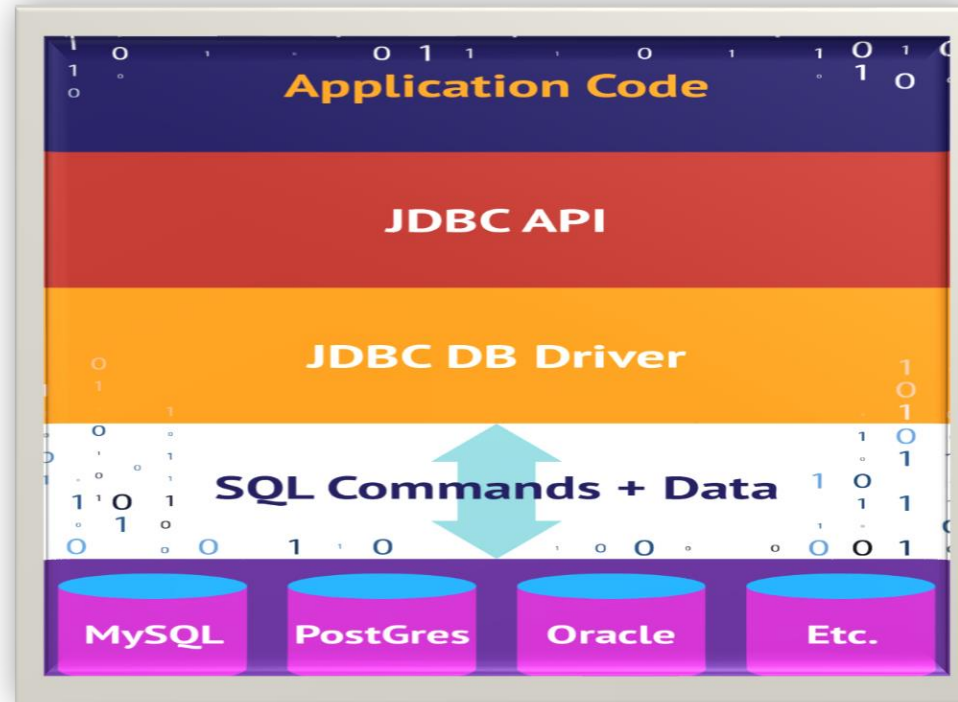 Application Code
JDBC API
JDBC DB Driver
SQL Commands + Data
MySQL
PostGres
Oracle
Etc.